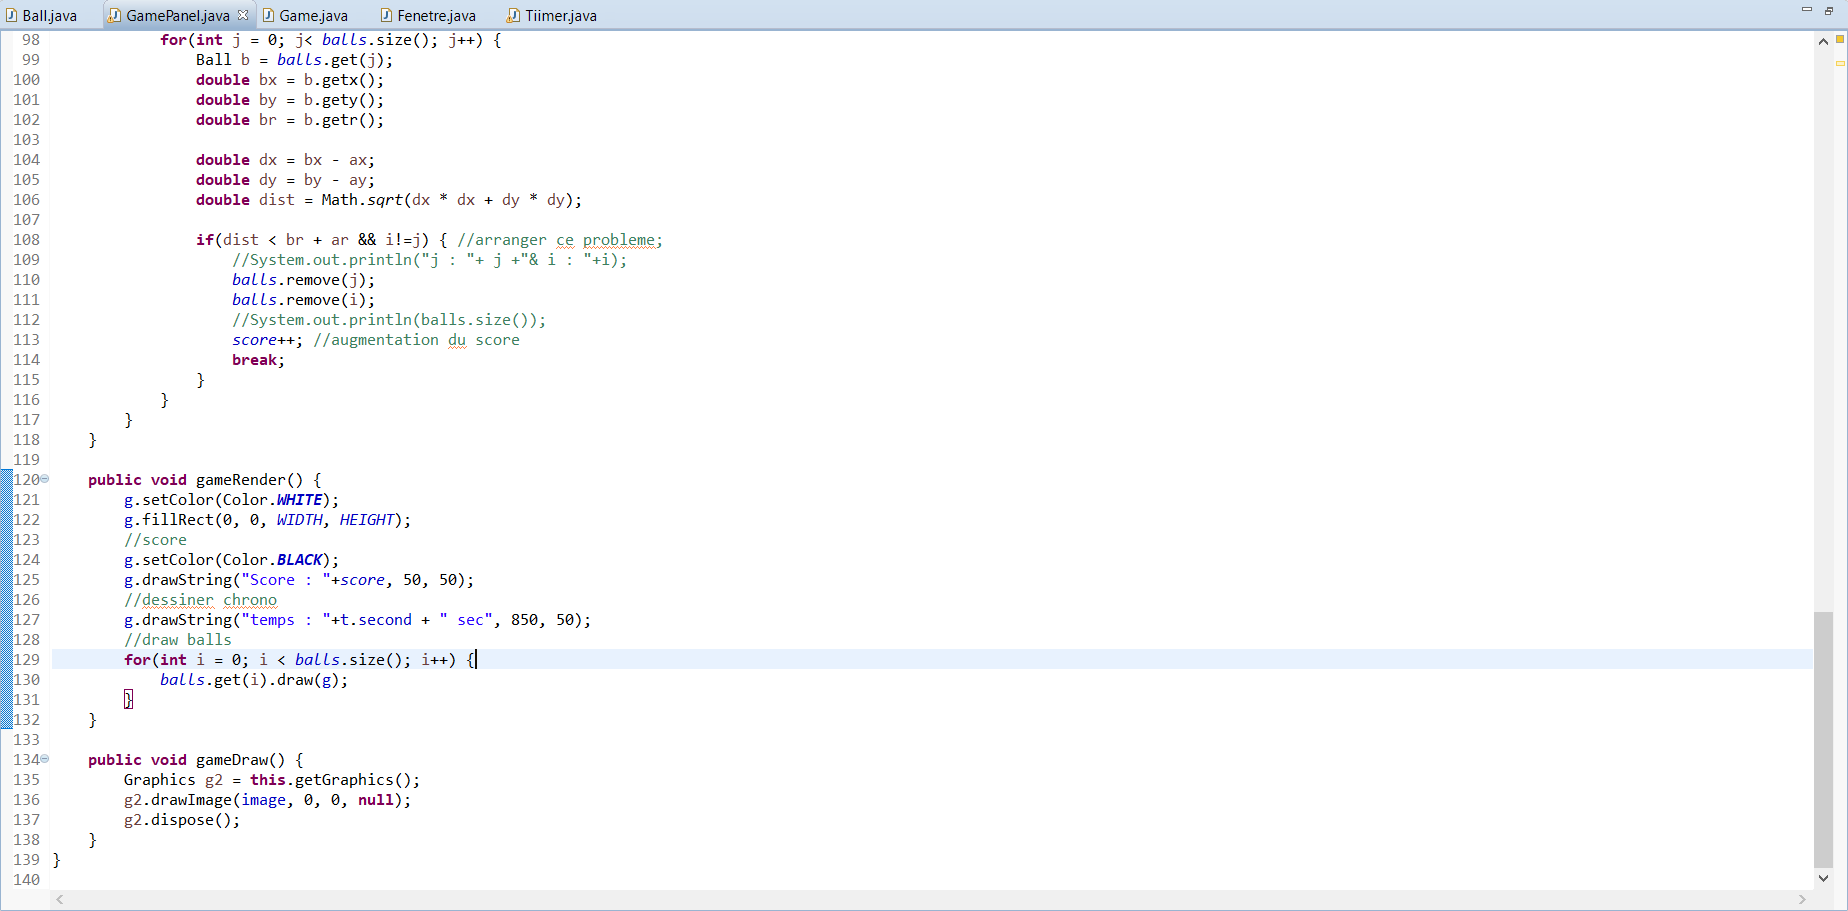 Ball.java GamePanel.java Game.java Fenetre.java Tiimer.java
98 for(int j = 0; j< balls.size(); j++) {
99 Ball b = balls.get(j);
100 double bx = b.getx();
101 double by = b.gety();
102 double br = b.getr();
103
104 double dx = bx - ax;
105 double dy = by - ay;
106 double dist = Math.sqrt(dx * dx + dy * dy);
107
108 if(dist < br + ar && i!=j) { //arranger ce probleme;
109 //System.out.println("j : "+ j +"& i : "+i);
110 balls.remove(j);
111 balls.remove(i);
112 //System.out.println(balls.size());
113 score++; //augmentation du score
114 break;
115 }
116 }
117 }
118 }
119
120 public void gameRender() {
121 g.setColor(Color.WHITE);
122 g.fillRect(0, 0, WIDTH, HEIGHT);
123 //score
124 g.setColor(Color.BLACK);
125 g.drawString("Score : "+score, 50, 50);
126 //dessiner chrono
127 g.drawString("temps : "+t.second + " sec", 850, 50);
128 //draw balls
129 for(int i = 0; i < balls.size(); i++) {
130 balls.get(i).draw(g);
131 }
132 }
133
134 public void gameDraw() {
135 Graphics g2 = this.getGraphics();
136 g2.drawImage(image, 0, 0, null);
137 g2.dispose();
138 }
139 }
140